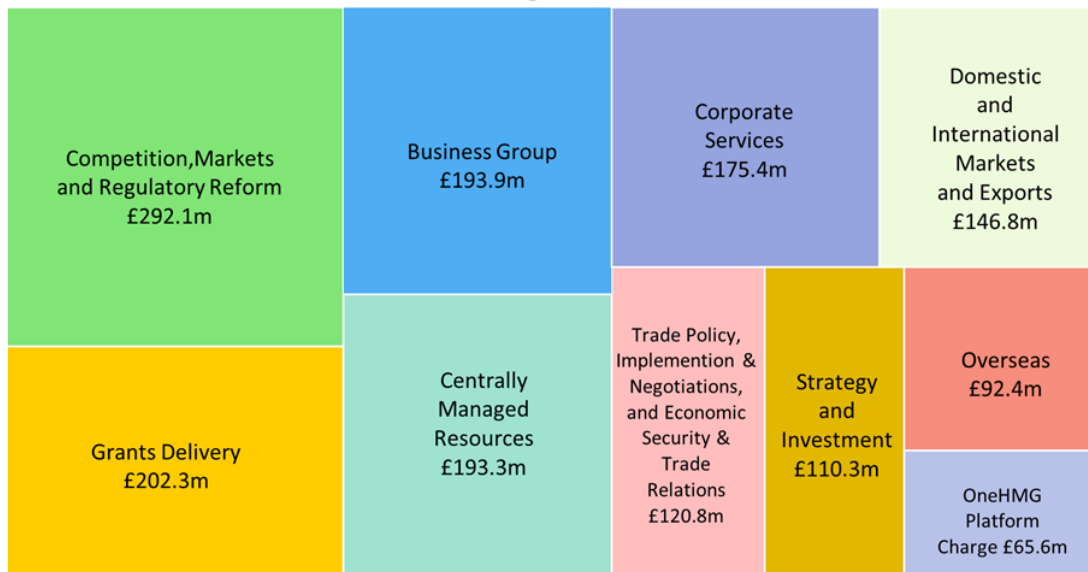 Competition,Markets
and Regulatory Reform
£292.1m
Business Group
£193.9m
Corporate
Services
£175.4m
Domestic
and
International
Markets
and Exports
£146.8m
Grants Delivery
£202.3m
Centrally
Managed
Resources
£193.3m
Trade Policy,
Implemention &
Negotiations,
and Economic
Security &
Trade
Relations
£120.8m
Strategy
and
Investment
£110.3m
Overseas
£92.4m
OneHMG
Platform
Charge £65.6m